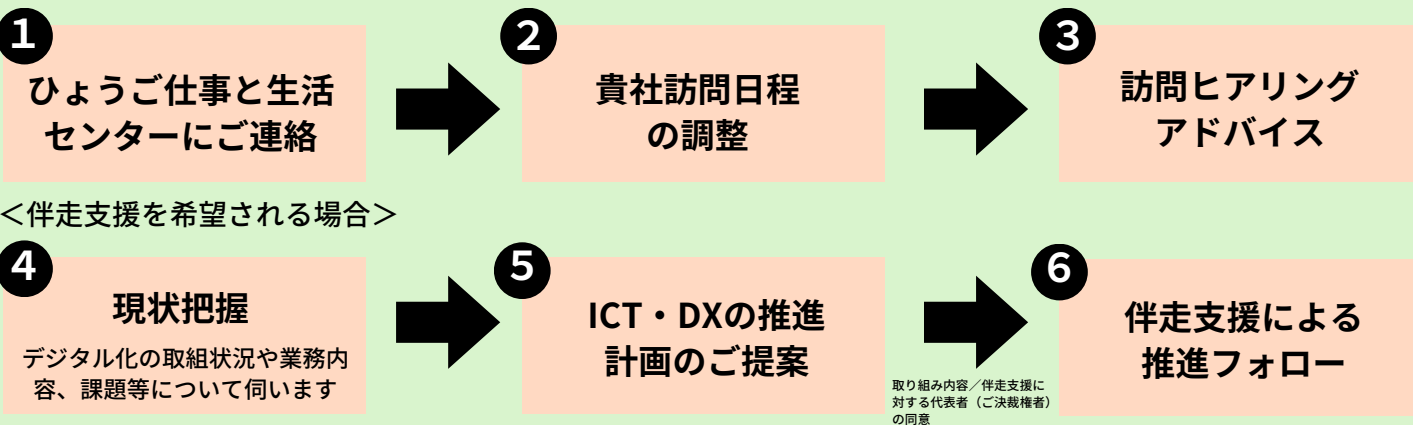 1
ひょうご仕事と生活
センターにご連絡
2
貴社訪問日程
の調整
3
訪問ヒアリング
アドバイス
＜伴走支援を希望される場合＞
4
現状把握
デジタル化の取組状況や業務内
容、課題等について伺います
5
ICT・DXの推進
計画のご提案
取り組み内容／伴走支援に
対する代表者（ご決裁権者）
の同意
6
伴走支援による
推進フォロー